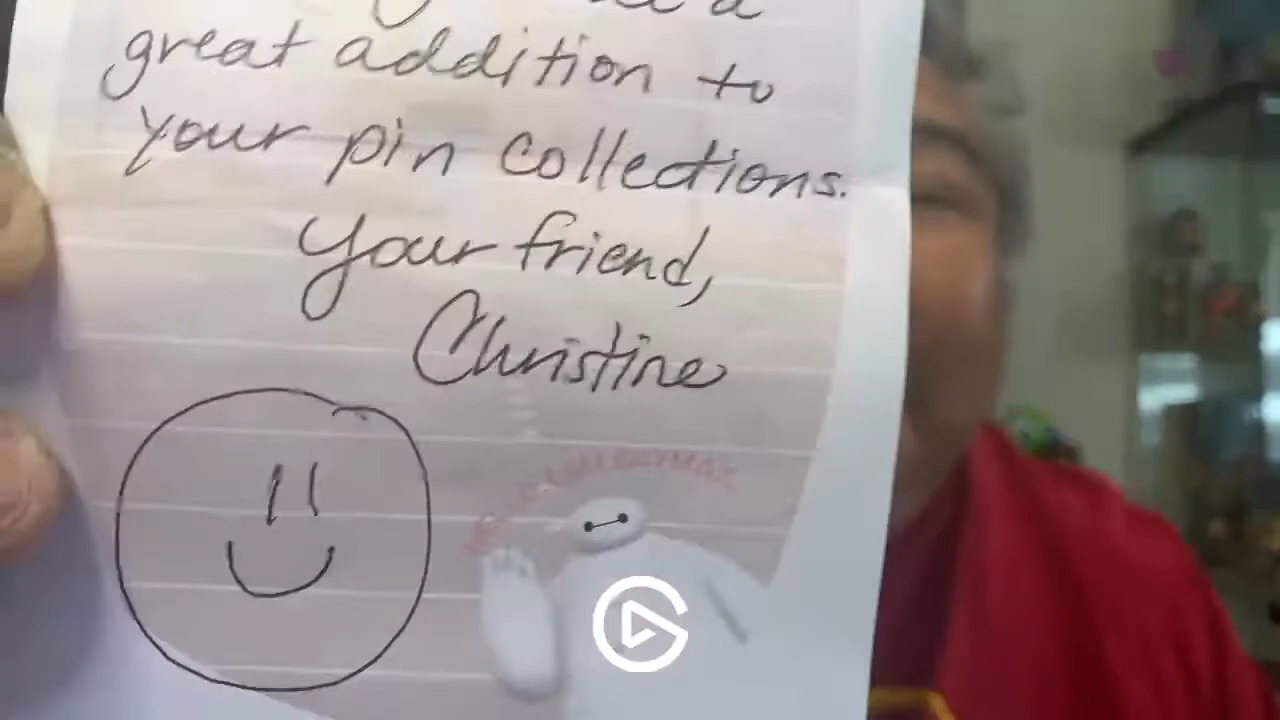 a
great addition to
your pin collections.
Your friend,
Christine